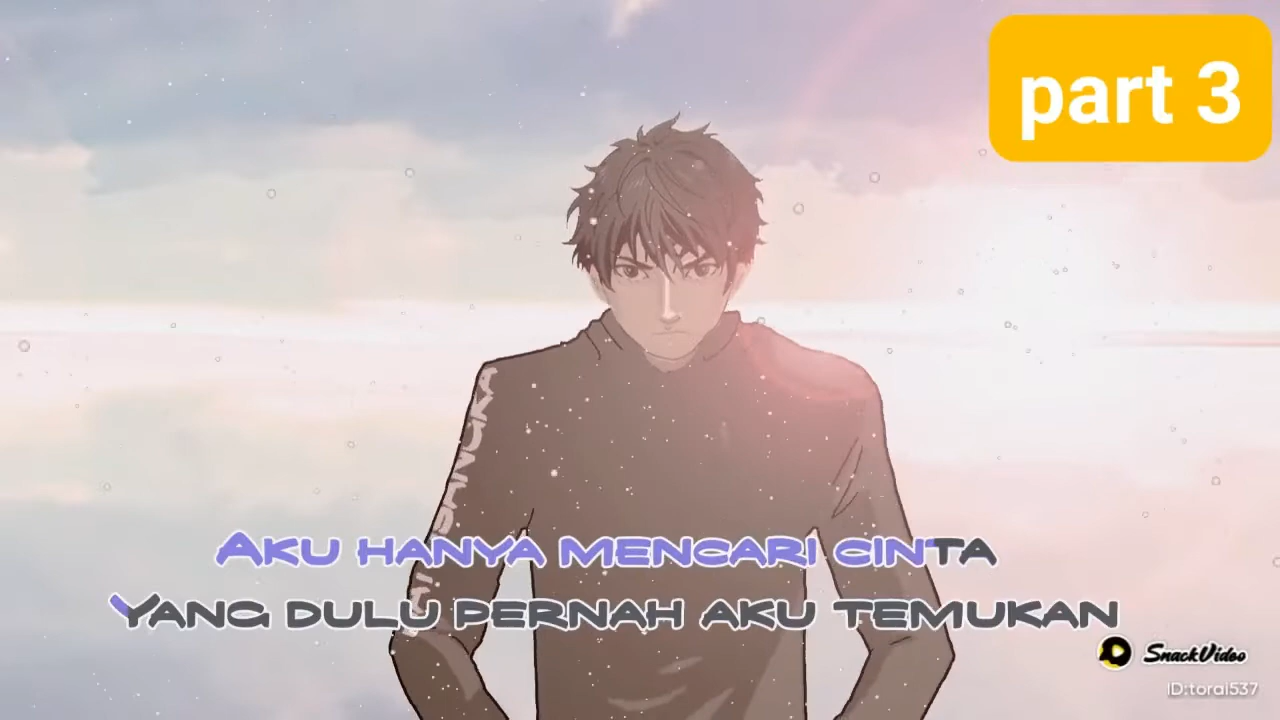 part 3
AKU HANYA MENCARI CINTA
YANG DULU PERNAH AKU TEMUKAN
SnackVideo
ID:torai537